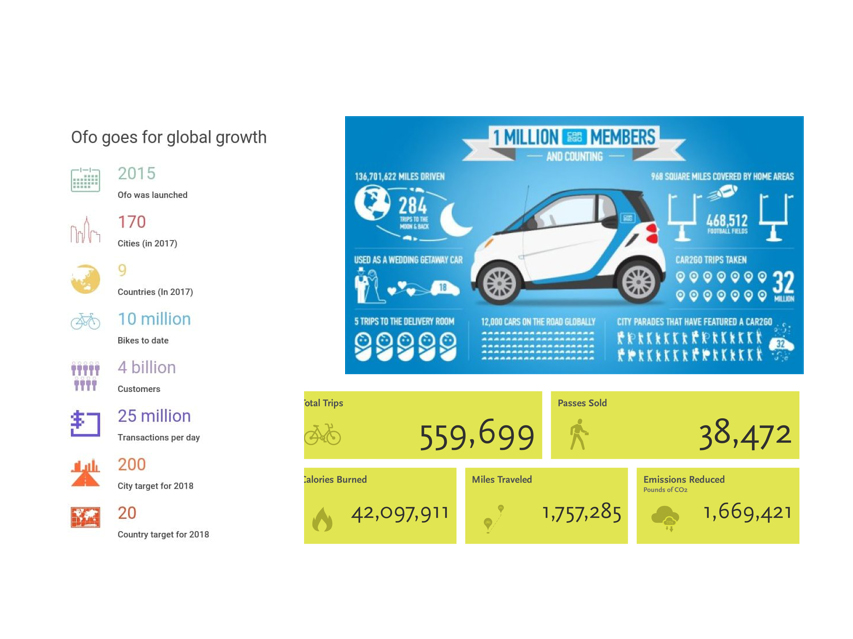 Ofo goes for global growth
2015
Ofo was launched
170
Cities (in 2017)
9
Countries (In 2017)
10 million
Bikes to date
4 billion
Customers
25 million
Transactions per day
200
City target for 2018
20
Country target for 2018
1 MILLION CAR2GO MEMBERS
AND COUNTING
136,701,622 MILES DRIVEN
284
TRIPS TO THE
MOON & BACK
968 SQUARE MILES COVERED BY HOME AREAS
468,512
FOOTBALL FIELDS
USED AS A WEDDING GETAWAY CAR
18
CAR2GO TRIPS TAKEN
32
MILLION
5 TRIPS TO THE DELIVERY ROOM
12,000 CARS ON THE ROAD GLOBALLY
CITY PARADES THAT HAVE FEATURED A CAR2GO
32
Total Trips
559,699
Passes Sold
38,472
Calories Burned
42,097,911
Miles Traveled
1,757,285
Emissions Reduced
Pounds of CO2
1,669,421